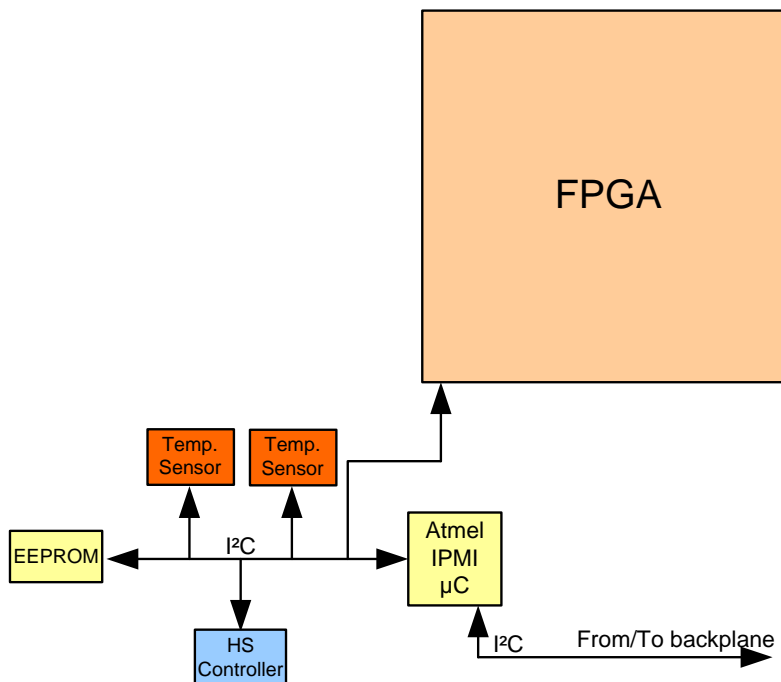 FPGA
Temp.
Sensor
Temp.
Sensor
EEPROM
I²C
Atmel
IPMI
µC
HS
Controller
I²C
From/To backplane